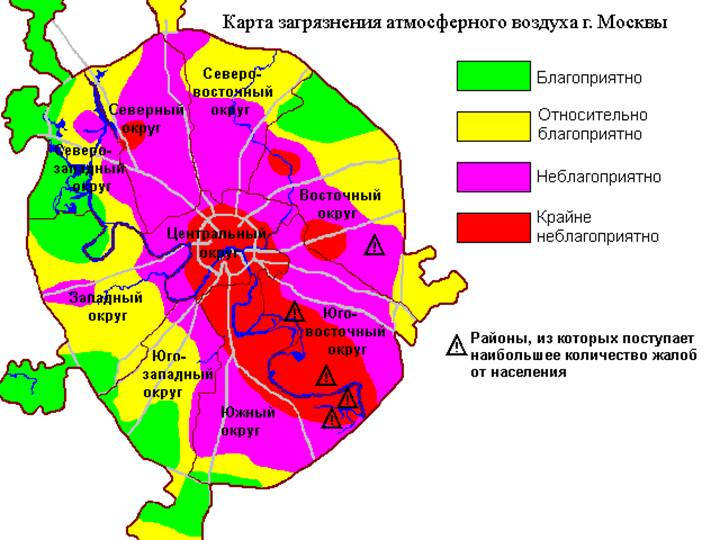 Карта загрязнения атмосферного воздуха г. Москвы
Благоприятно
Относительно
благоприятно
Неблагоприятно
Крайне
неблагоприятно
Районы, из которых поступает
наибольшее количество жалоб
от населения
Северо-
восточный
округ
Северный
округ
Северо-
западный
округ
Восточный
округ
Центральный
округ
Западный
округ
Юго-
восточный
округ
Юго-
западный
округ
Южный
округ